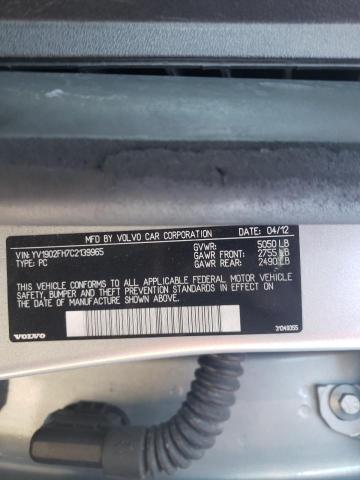 MFD BY VOLVO CAR CORPORATION DATE: 04/12
VIN: YV1902FH7C2139965 GVWR: 5050 LB
TYPE: PC GAWR FRONT: 2755 LB
GAWR REAR: 2490 LB
THIS VEHICLE CONFORMS TO ALL APPLICABLE FEDERAL MOTOR VEHICLE
SAFETY, BUMPER AND THEFT PREVENTION STANDARDS IN EFFECT ON THE
DATE OF MANUFACTURE SHOWN ABOVE.
VOLVO 31349355